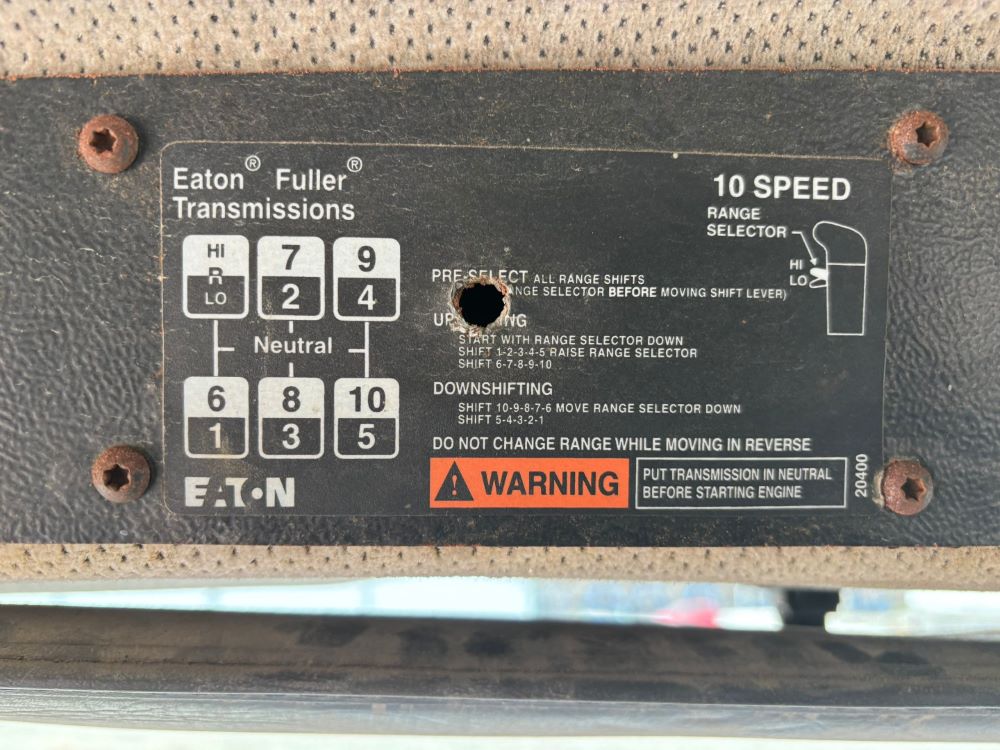 Eaton® Fuller®
Transmissions
HI
R
LO
7
2
9
4
Neutral
6
1
8
3
10
5
EATON
10 SPEED
RANGE
SELECTOR
HI
LO
PRE-SELECT ALL RANGE SHIFTS
SELECTOR BEFORE MOVING SHIFT LEVER)
START WITH RANGE SELECTOR DOWN
SHIFT 1-2-3-4-5 RAISE RANGE SELECTOR
SHIFT 6-7-8-9-10
DOWNSHIFTING
SHIFT 10-9-8-7-6 MOVE RANGE SELECTOR DOWN
SHIFT 5-4-3-2-1
DO NOT CHANGE RANGE WHILE MOVING IN REVERSE
WARNING
PUT TRANSMISSION IN NEUTRAL
BEFORE STARTING ENGINE
20400